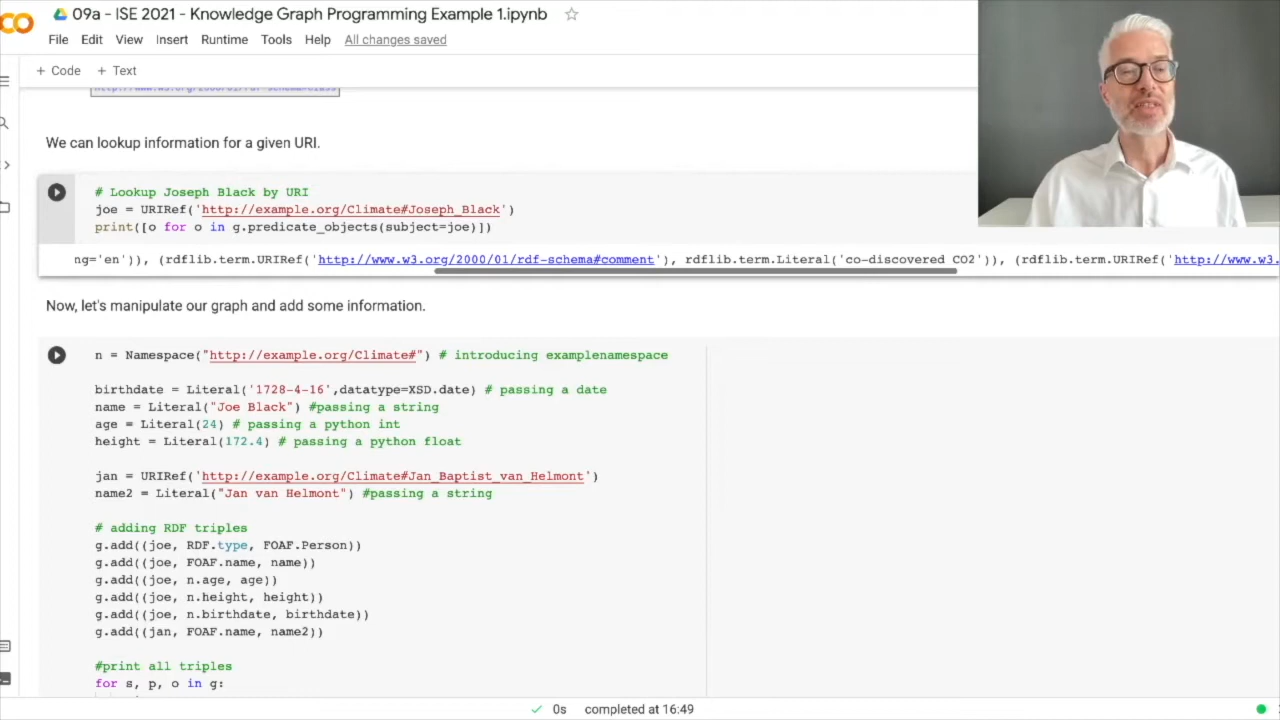 CO
09a - ISE 2021 - Knowledge Graph Programming Example 1.ipynb
File Edit View Insert Runtime Tools Help All changes saved
+ Code + Text
We can lookup information for a given URI.
# Lookup Joseph Black by URI
joe = URIRef('http://example.org/Climate#Joseph_Black')
print([o for o in g.predicate_objects(subject=joe)])
ng='en')), (rdflib.term.URIRef('http://www.w3.org/2000/01/rdf-schema#comment'), rdflib.term.Literal('co-discovered CO2')), (rdflib.term.URIRef('http://www.w3.
Now, let's manipulate our graph and add some information.
n = Namespace("http://example.org/Climate#") # introducing examplenamespace
birthdate = Literal('1728-4-16',datatype=XSD.date) # passing a date
name = Literal("Joe Black") #passing a string
age = Literal(24) # passing a python int
height = Literal(172.4) # passing a python float
jan = URIRef('http://example.org/Climate#Jan_Baptist_van_Helmont')
name2 = Literal("Jan van Helmont") #passing a string
# adding RDF triples
g.add((joe, RDF.type, FOAF.Person))
g.add((joe, FOAF.name, name))
g.add((joe, n.age, age))
g.add((joe, n.height, height))
g.add((joe, n.birthdate, birthdate))
g.add((jan, FOAF.name, name2))
#print all triples
for s, p, o in g:
0s completed at 16:49